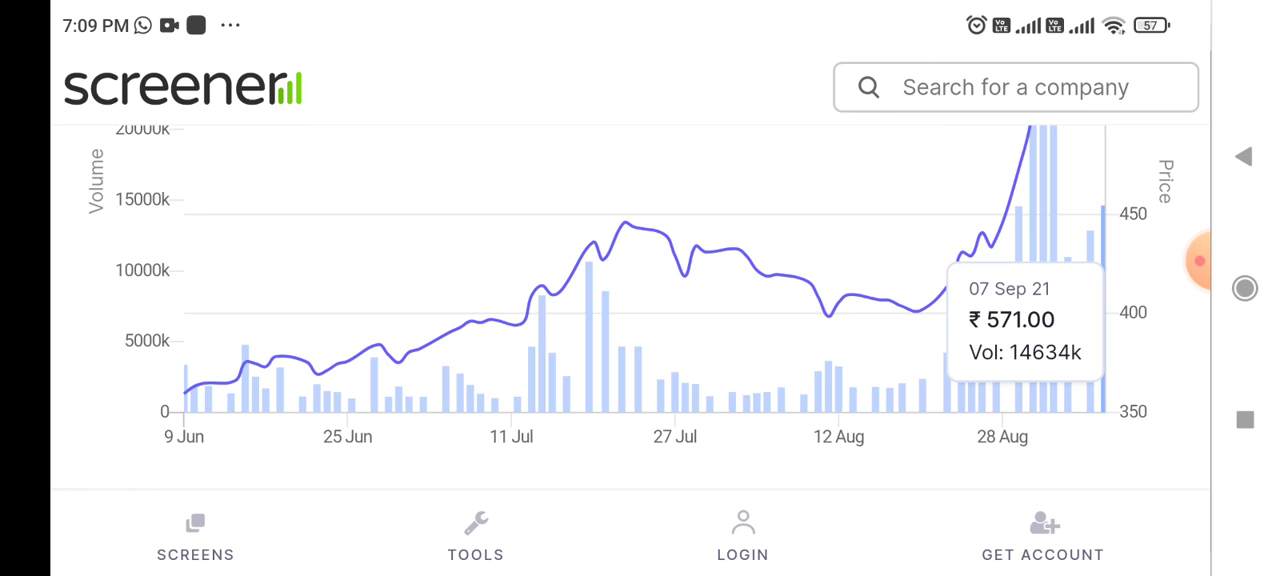 7:09 PM
57
screener
Search for a company
Volume
20000k
15000k
10000k
5000k
0
Price
450
400
350
07 Sep 21
₹ 571.00
Vol: 14634k
9 Jun
25 Jun
11 Jul
27 Jul
12 Aug
28 Aug
SCREENS
TOOLS
LOGIN
GET ACCOUNT